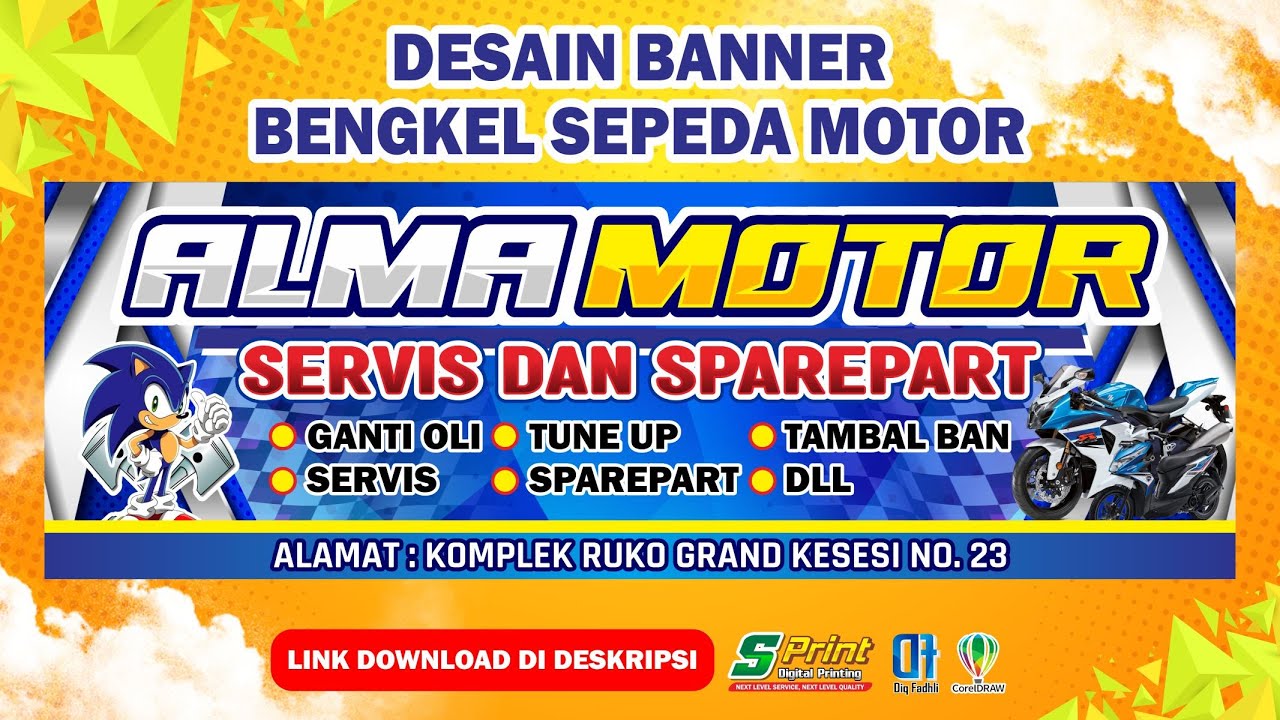 DESAIN BANNER
BENGKEL SEPEDA MOTOR
ALMA MOTOR
SERVIS DAN SPAREPART
GANTI OLI TUNE UP TAMBAL BAN
SERVIS SPAREPART DLL
ALAMAT : KOMPLEK RUKO GRAND KESESI NO. 23
LINK DOWNLOAD DI DESKRIPSI
S Print
Digital Printing
NEXT LEVEL SERVICE, NEXT LEVEL QUALITY
Diq Fadhli
CorelDRAW